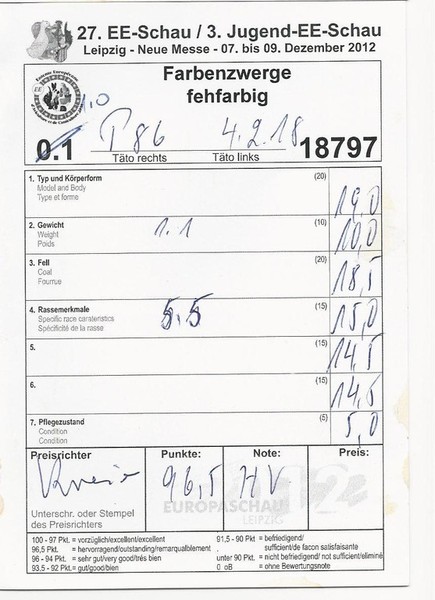 27. EE-Schau / 3. Jugend-EE-Schau
Leipzig - Neue Messe - 07. bis 09. Dezember 2012
Farbenzwerge
fehfarbig
1.0
0.1 P86 4.2.18 18797
Täto rechts Täto links
1. Typ und Körperform (20)
Model and Body
Type et forme 19,0
2. Gewicht 1.1 (10)
Weight
Poids 10,0
3. Fell (20)
Coat
Fourrue 18,5
4. Rassemerkmale 5.5 (15)
Specific race carsteristics
Spécificité de la rasse 15,0
5. (15)
14,5
6. (15)
14,5
7. Pflegezustand (5)
Condition
Condition 5,0
Preisrichter Punkte: Note: Preis:
96,5 HV
EUROPASCHAU
LEIPZIG
Unterschr. oder Stempel
des Preisrichters
100 - 97 Pkt. = vorzüglich/excellent/excellent
96,5 Pkt. = hervorragend/outstanding/remarqualblement
96 - 94 Pkt. = sehr gut/very good/trés bien
93,5 - 92 Pkt.= gut/good/bien
91,5 - 90 Pkt. = befriedigend/
sufficient/de facon satisfaisante
unter 90 Pkt. = nicht befriedigend/ not sufficient/eliminé
0 oB = ohne Bewertungsnote